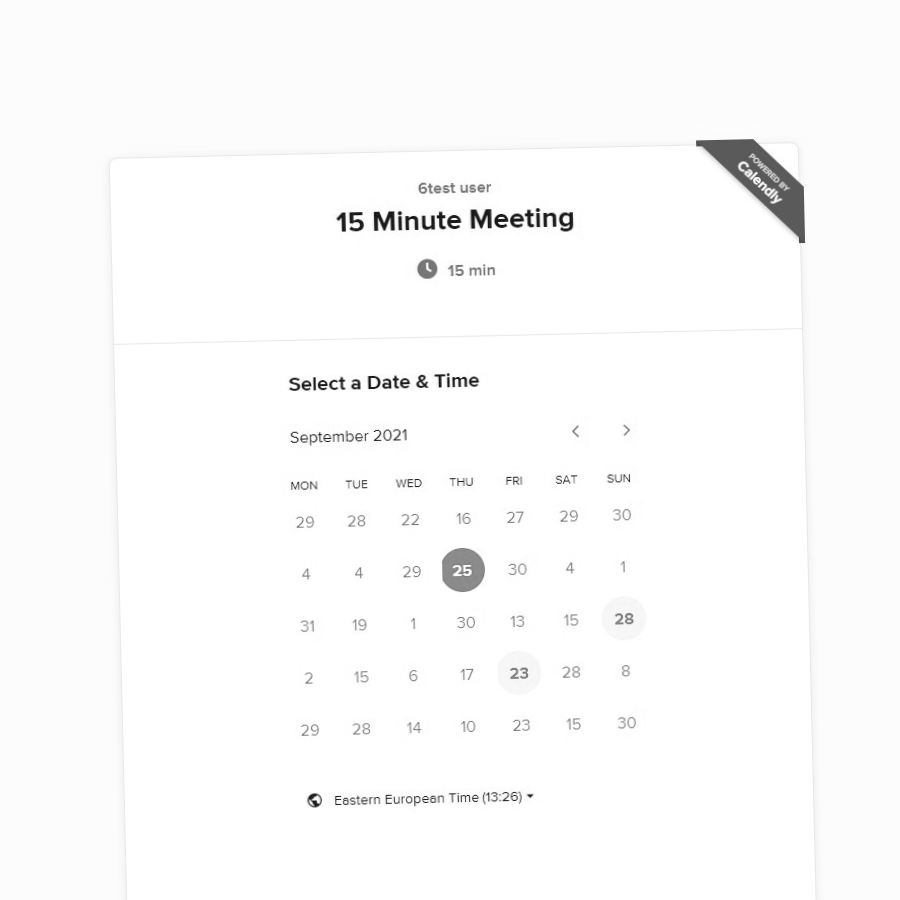 POWERED BY
Calendly
6test user
15 Minute Meeting
15 min
Select a Date & Time
September 2021
MON TUE WED THU FRI SAT SUN
29 28 22 16 27 29 30
4 4 29 25 30 4 1
31 19 1 30 13 15 28
2 15 6 17 23 28 8
29 28 14 10 23 15 30
Eastern European Time (13:26)